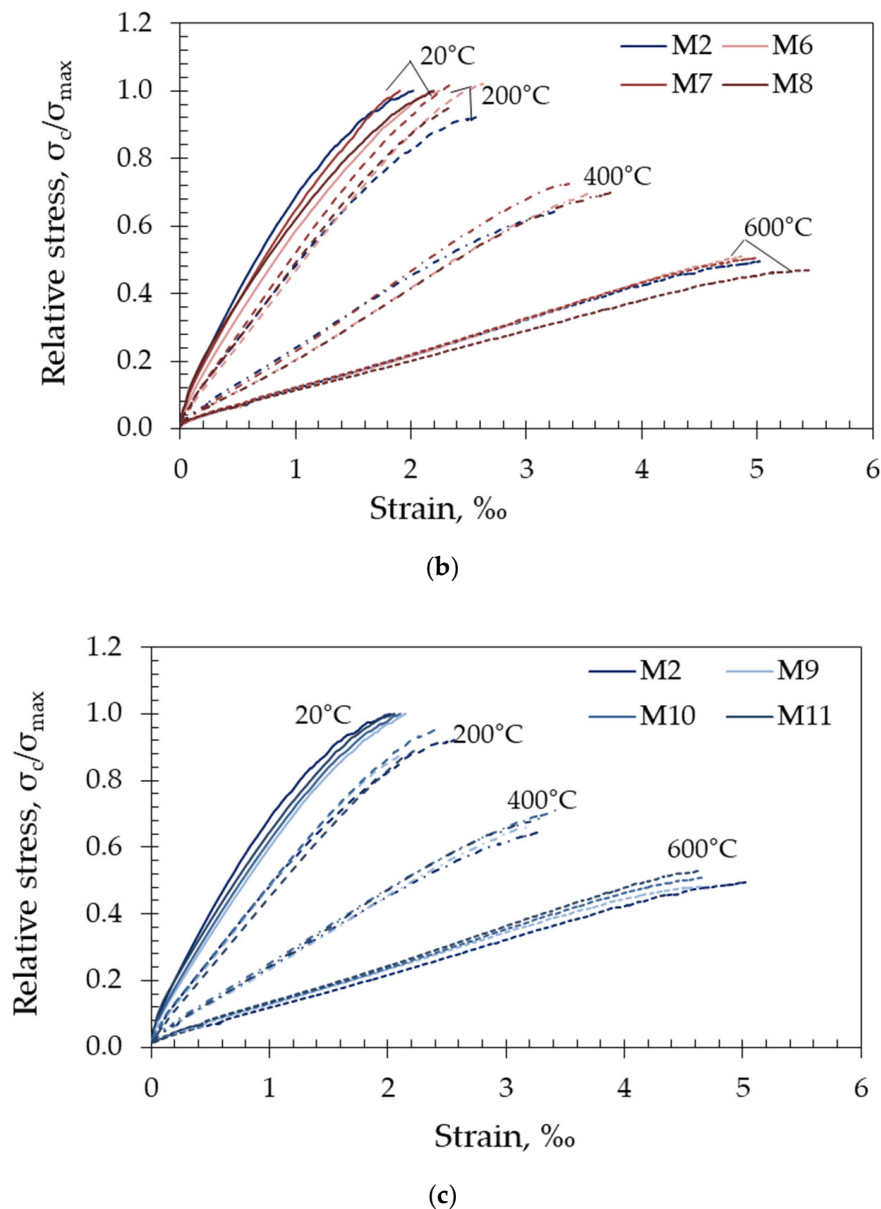 1.2
1.0
0.8
0.6
0.4
0.2
0.0
Relative stress, σc/σmax
20°C
M2 M6
M7 M8
200°C
400°C
600°C
0 1 2 3 4 5 6
Strain, ‰
(b)
1.2
1.0
0.8
0.6
0.4
0.2
0.0
Relative stress, σc/σmax
M2 M9
M10 M11
20°C
200°C
400°C
600°C
0 1 2 3 4 5 6
Strain, ‰
(c)